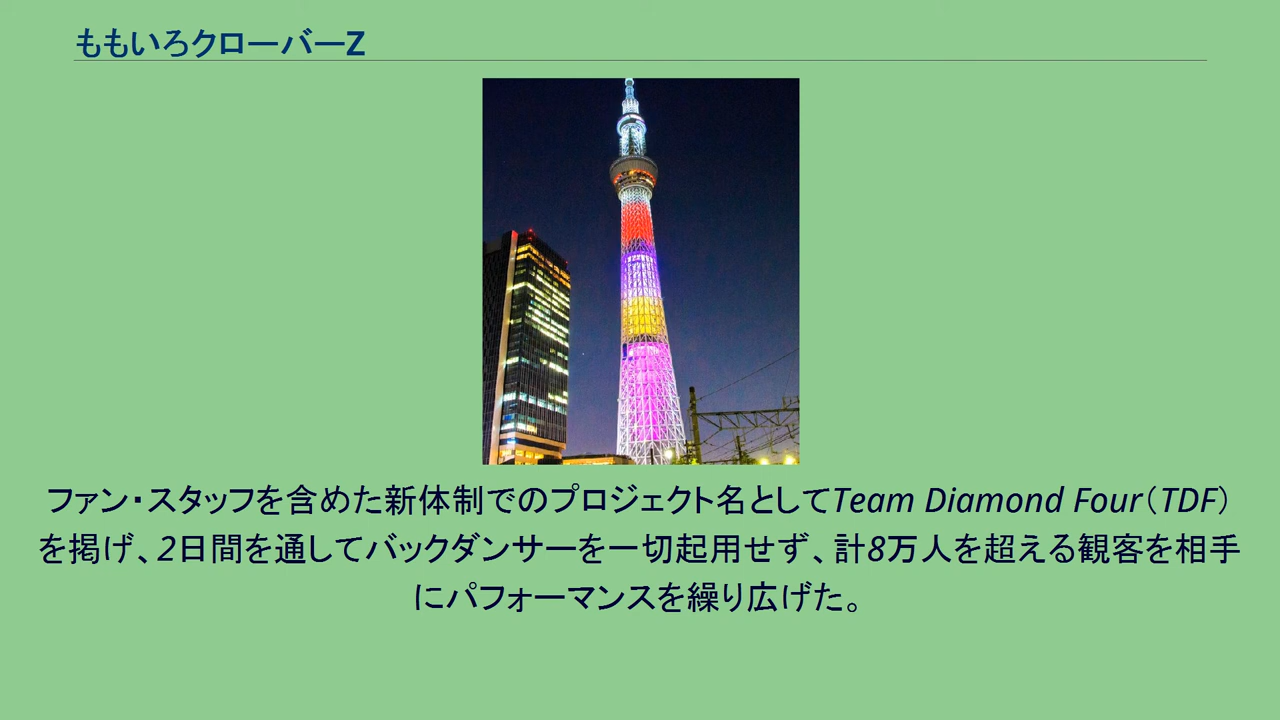 ももいろクローバーZ
ファン・スタッフを含めた新体制でのプロジェクト名としてTeam Diamond Four（TDF）
を掲げ、2日間を通してバックダンサーを一切起用せず、計8万人を超える観客を相手
にパフォーマンスを繰り広げた。